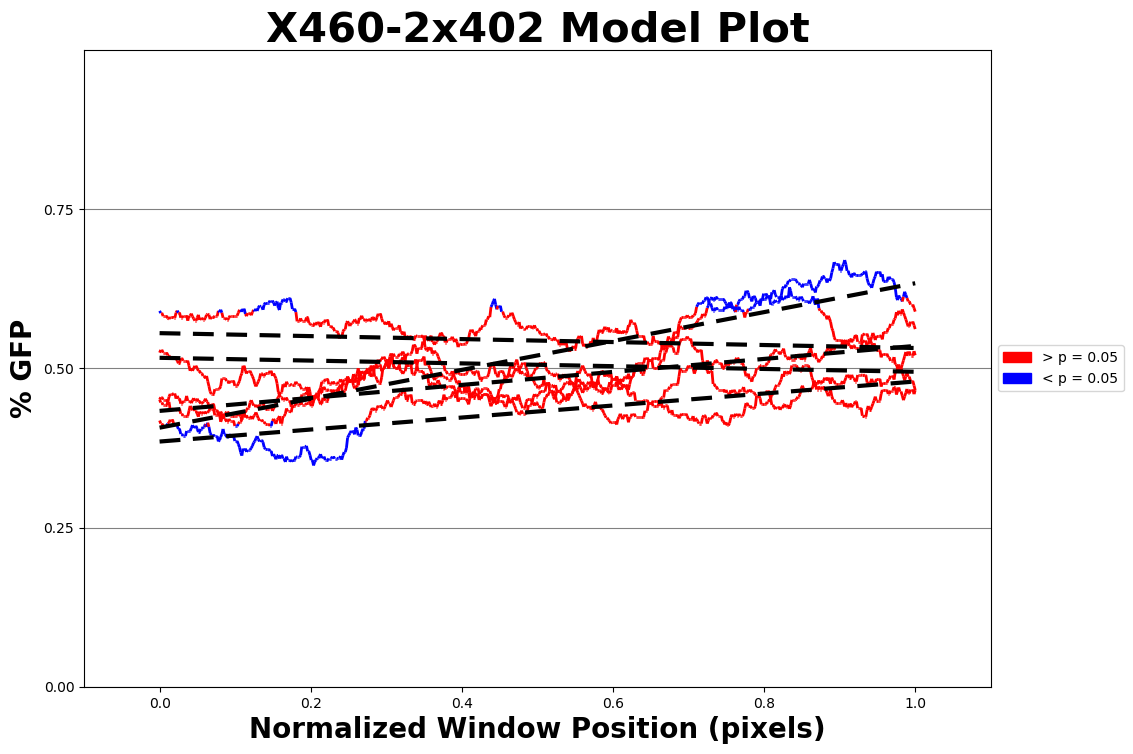 X460-2x402 Model Plot
% GFP
0.75
0.50
0.25
0.00
0.0 0.2 0.4 0.6 0.8 1.0
Normalized Window Position (pixels)
> p = 0.05
< p = 0.05